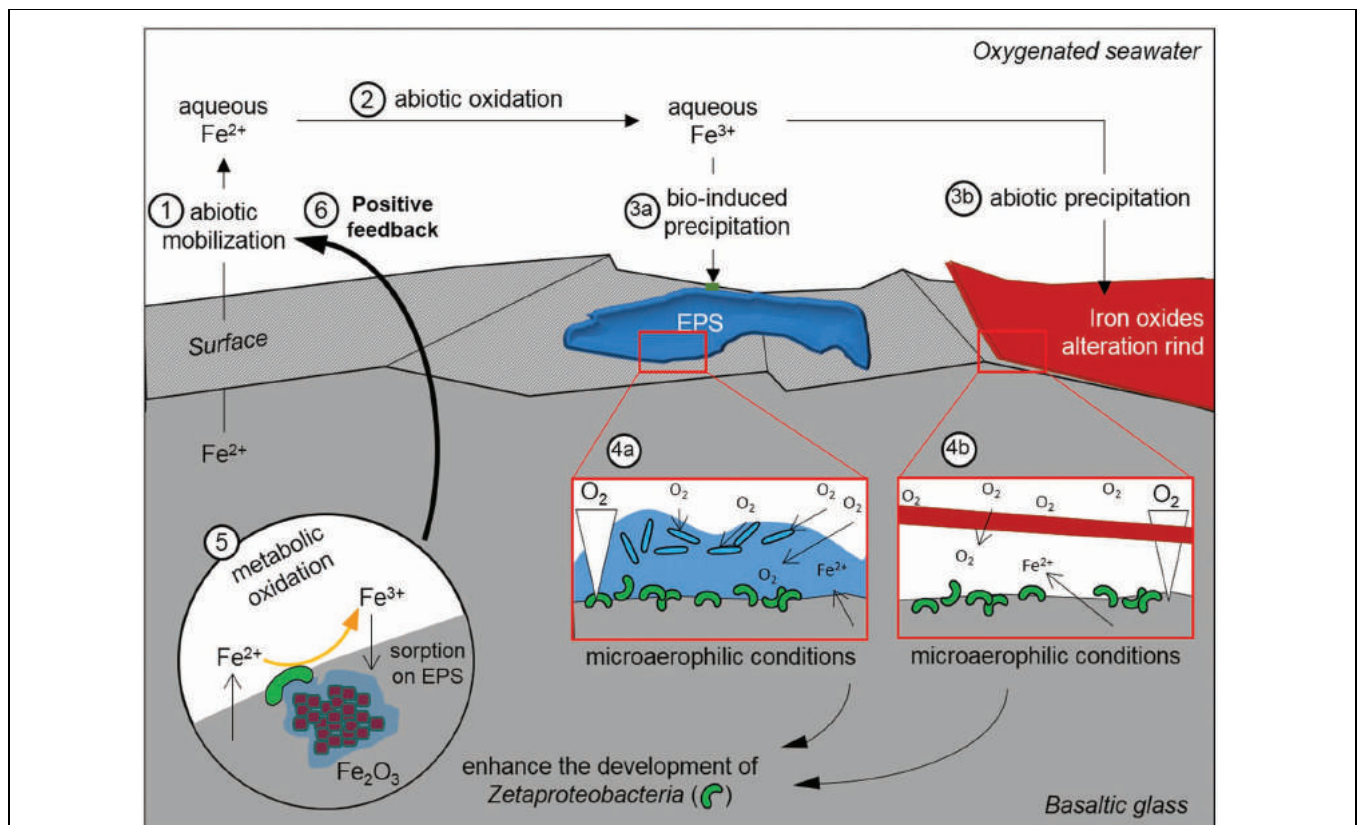 Oxygenated seawater
2 abiotic oxidation
aqueous
Fe²⁺
aqueous
Fe³⁺
1 abiotic
mobilization
6 Positive
feedback
3a bio-induced
precipitation
3b abiotic precipitation
Surface
EPS
Iron oxides
alteration rind
Fe²⁺
4a
O₂
O₂
O₂
O₂
O₂
O₂
Fe²⁺
microaerophilic conditions
4b
O₂
O₂
O₂
O₂
O₂
O₂
Fe²⁺
microaerophilic conditions
5
metabolic
oxidation
Fe³⁺
Fe²⁺
sorption
on EPS
Fe₂O₃
enhance the development of
Zetaproteobacteria ( )
Basaltic glass